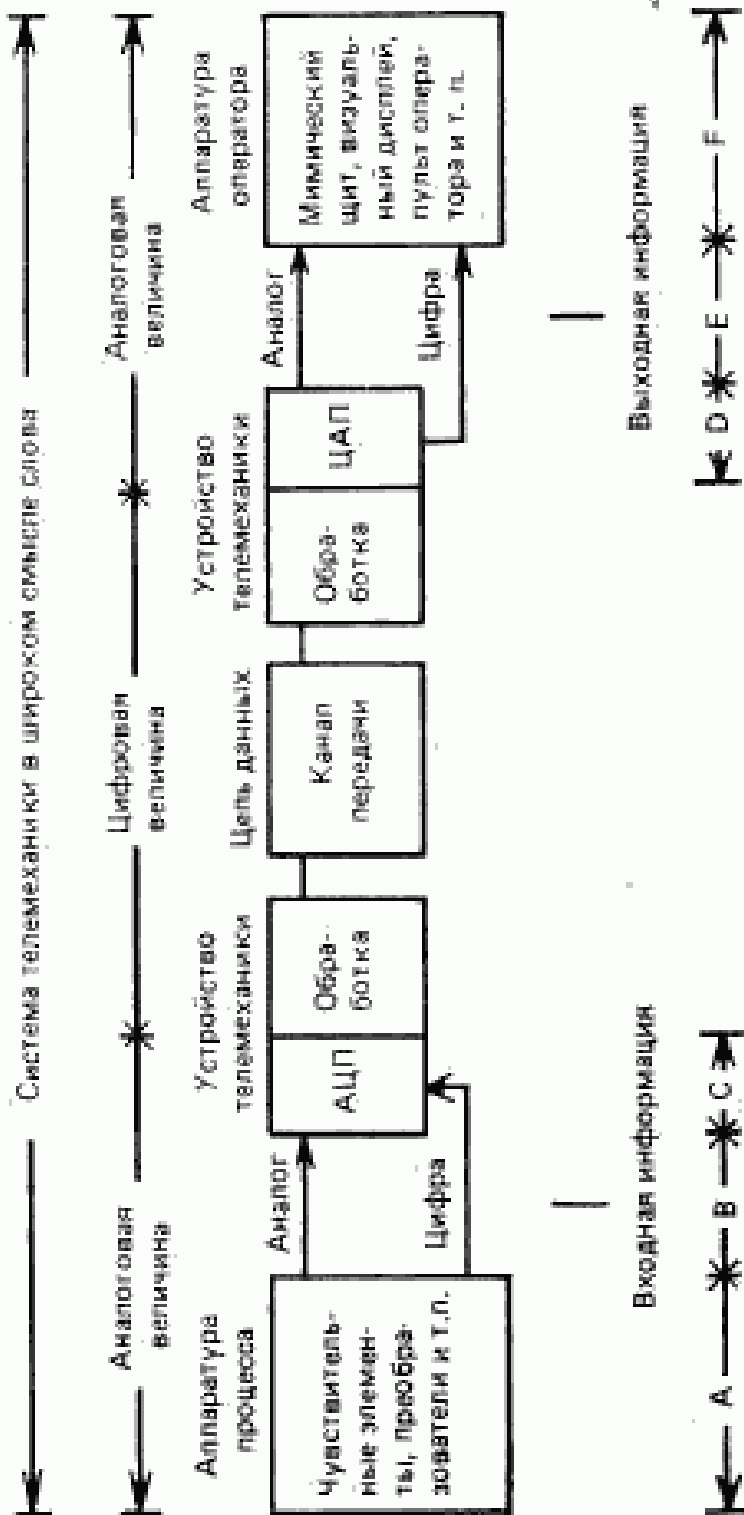 Система телемеханики в широком смысле слова
Аналоговая
величина
Цифровая
величина
Аналоговая
величина
Аппаратура
процесса
Устройство
телемеханики
Цепь данных
Устройство
телемеханики
Аппаратура
оператора
Чувствитель-
ные элемен-
ты, преобра-
зователи и т.п.
Аналог
Цифра
АЦП
Обра-
ботка
Канал
передачи
Обра-
ботка
ЦАП
Аналог
Цифра
Мимический
щит, визуаль-
ный дисплей,
пульт опера-
тора и т. п.
Входная информация
Выходная информация
A
B
C
D
E
F